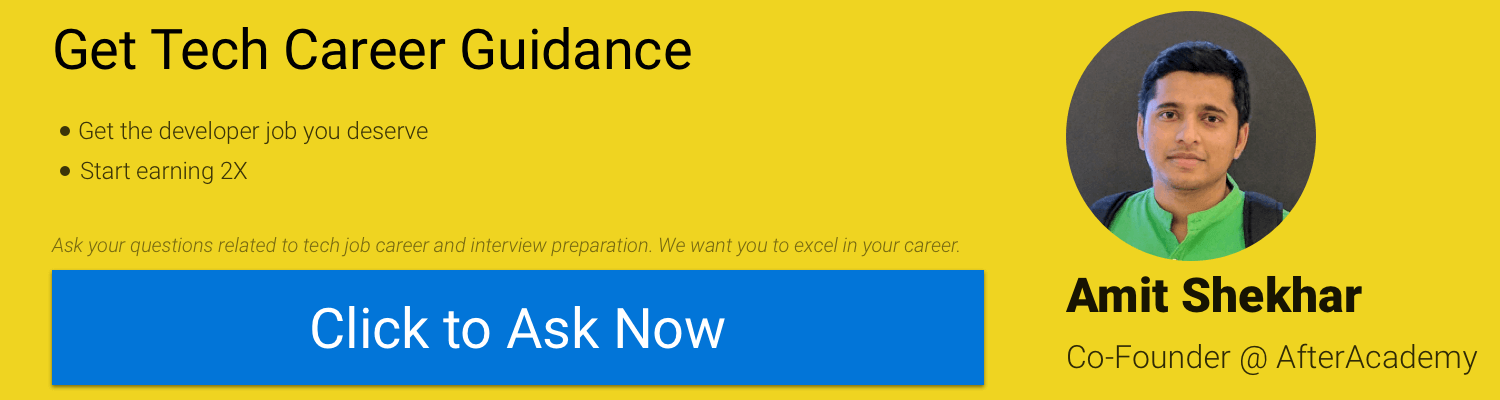 Get Tech Career Guidance
• Get the developer job you deserve
• Start earning 2X
Ask your questions related to tech job career and interview preparation. We want you to excel in your career.
Click to Ask Now
Amit Shekhar
Co-Founder @ AfterAcademy